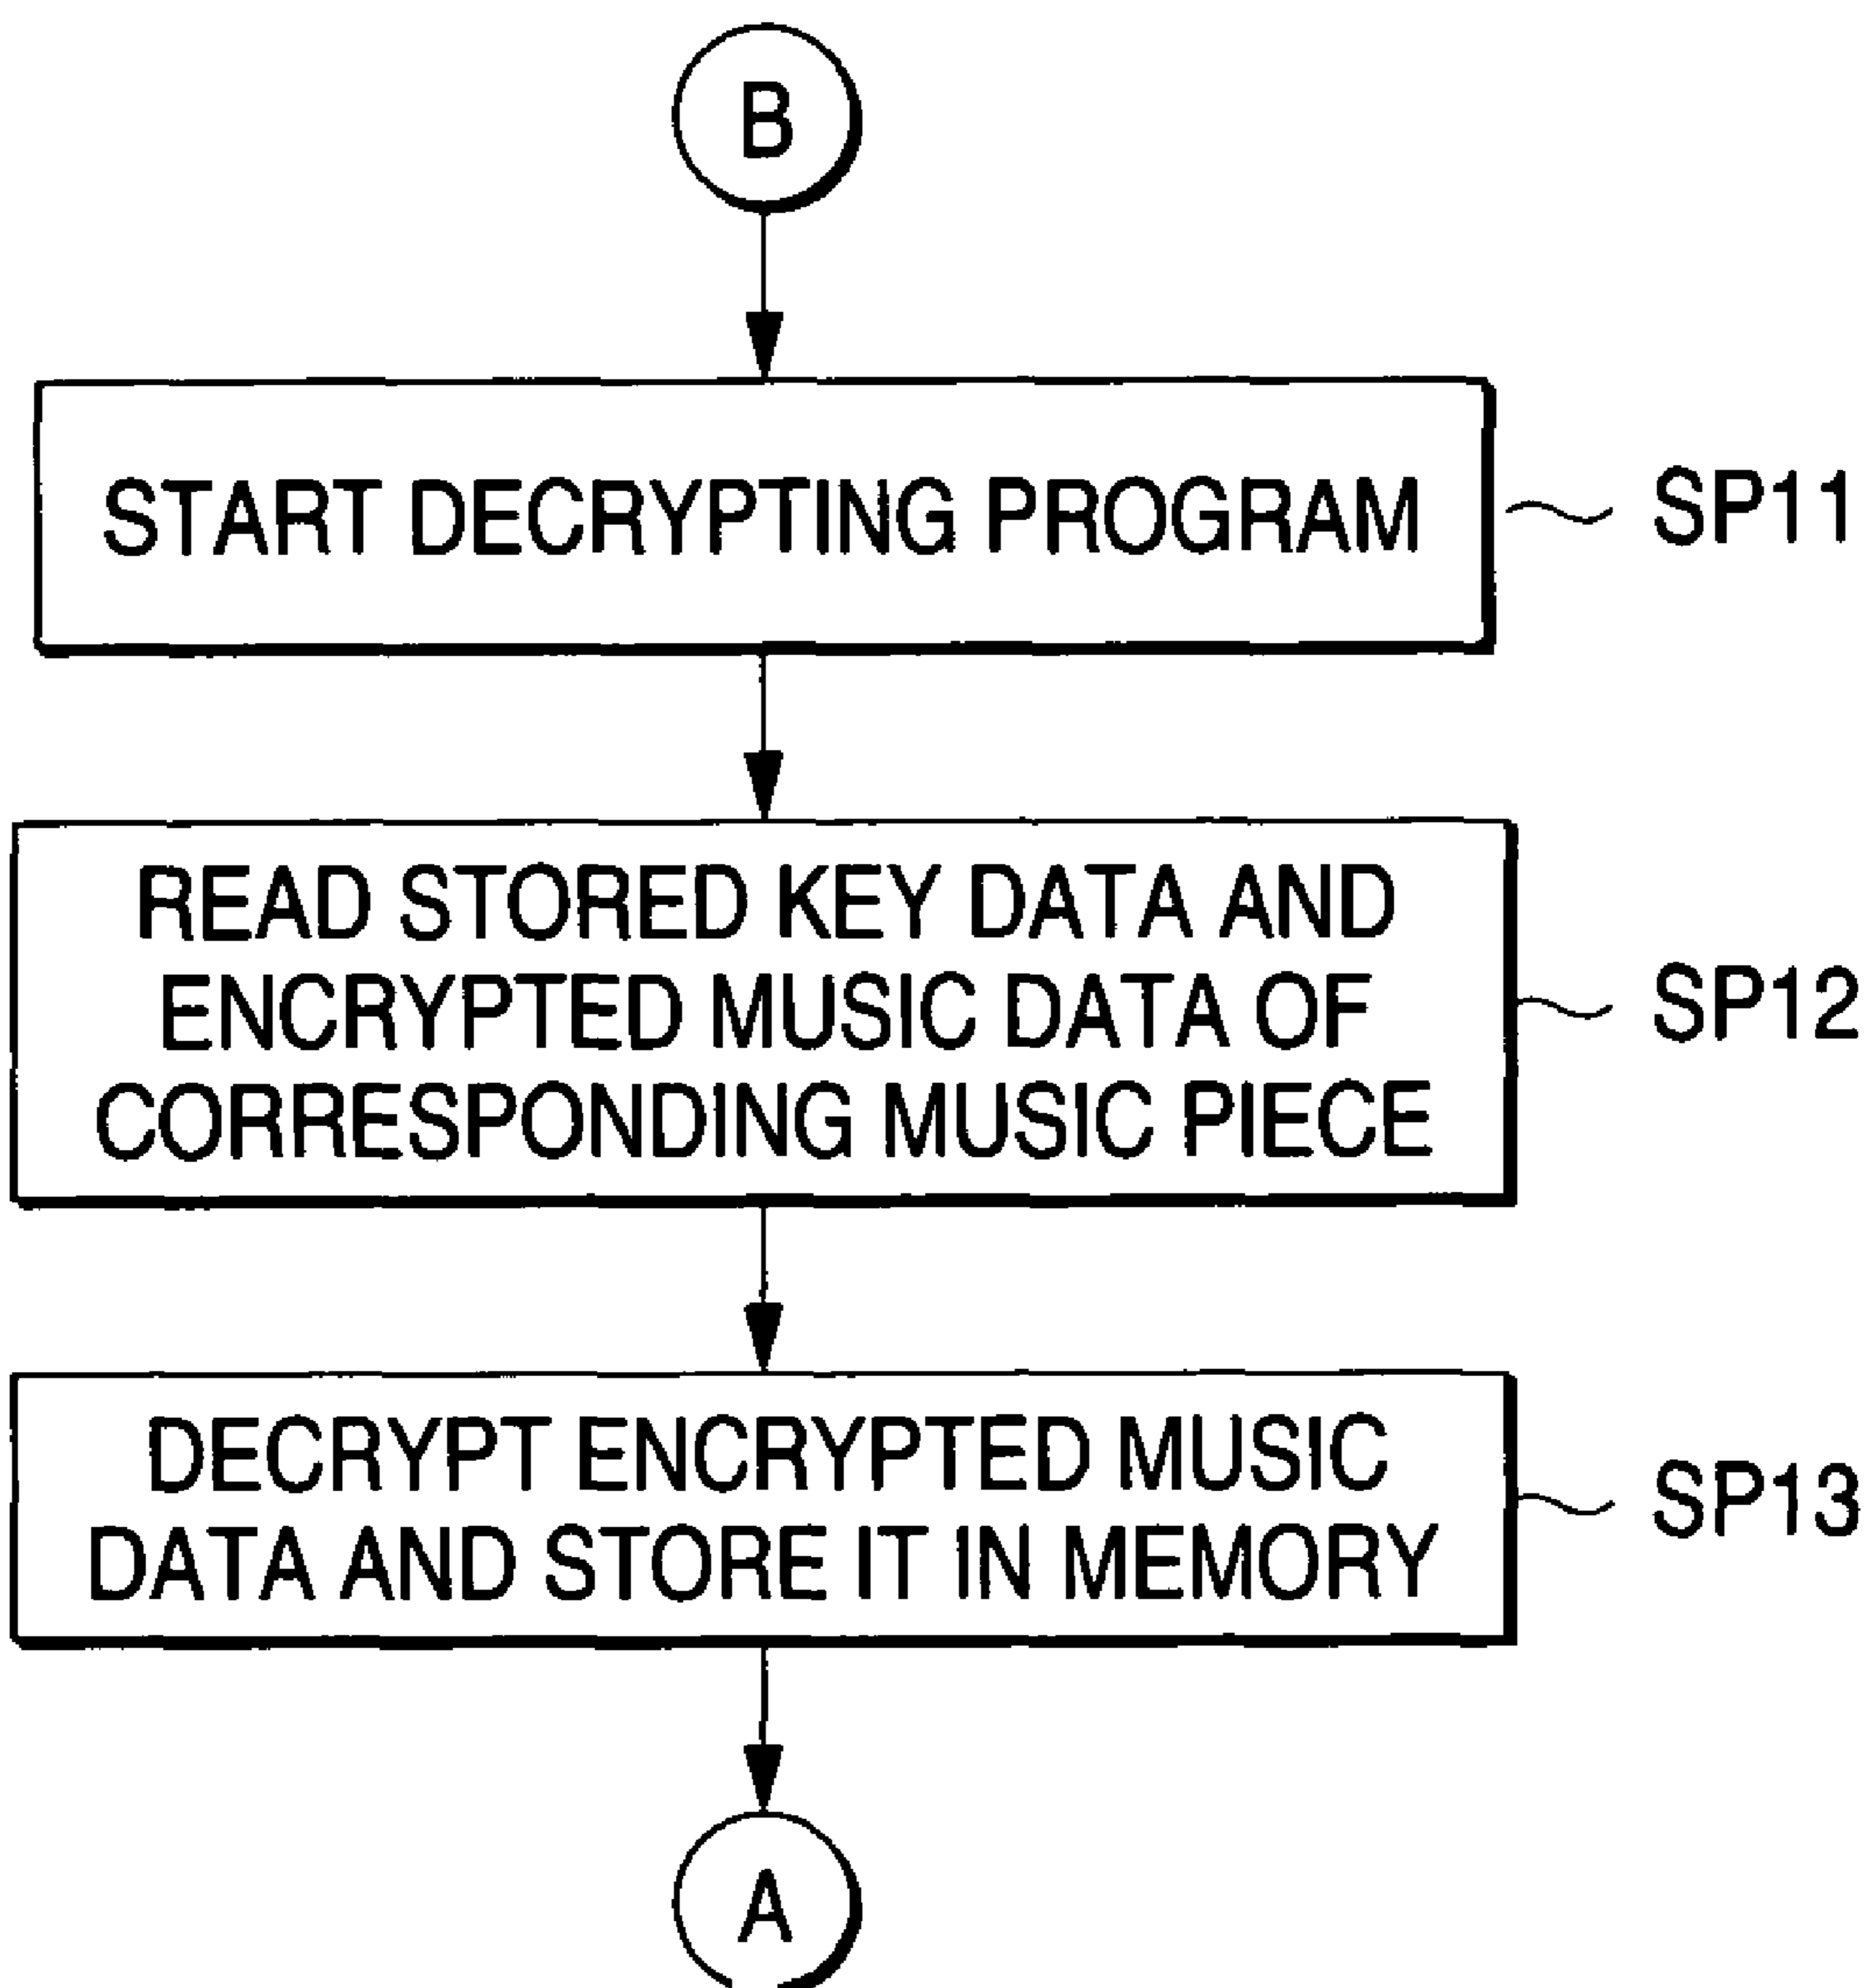 B
START DECRYPTING PROGRAM
SP11
READ STORED KEY DATA AND
ENCRYPTED MUSIC DATA OF
CORRESPONDING MUSIC PIECE
SP12
DECRYPT ENCRYPTED MUSIC
DATA AND STORE IT IN MEMORY
SP13
A